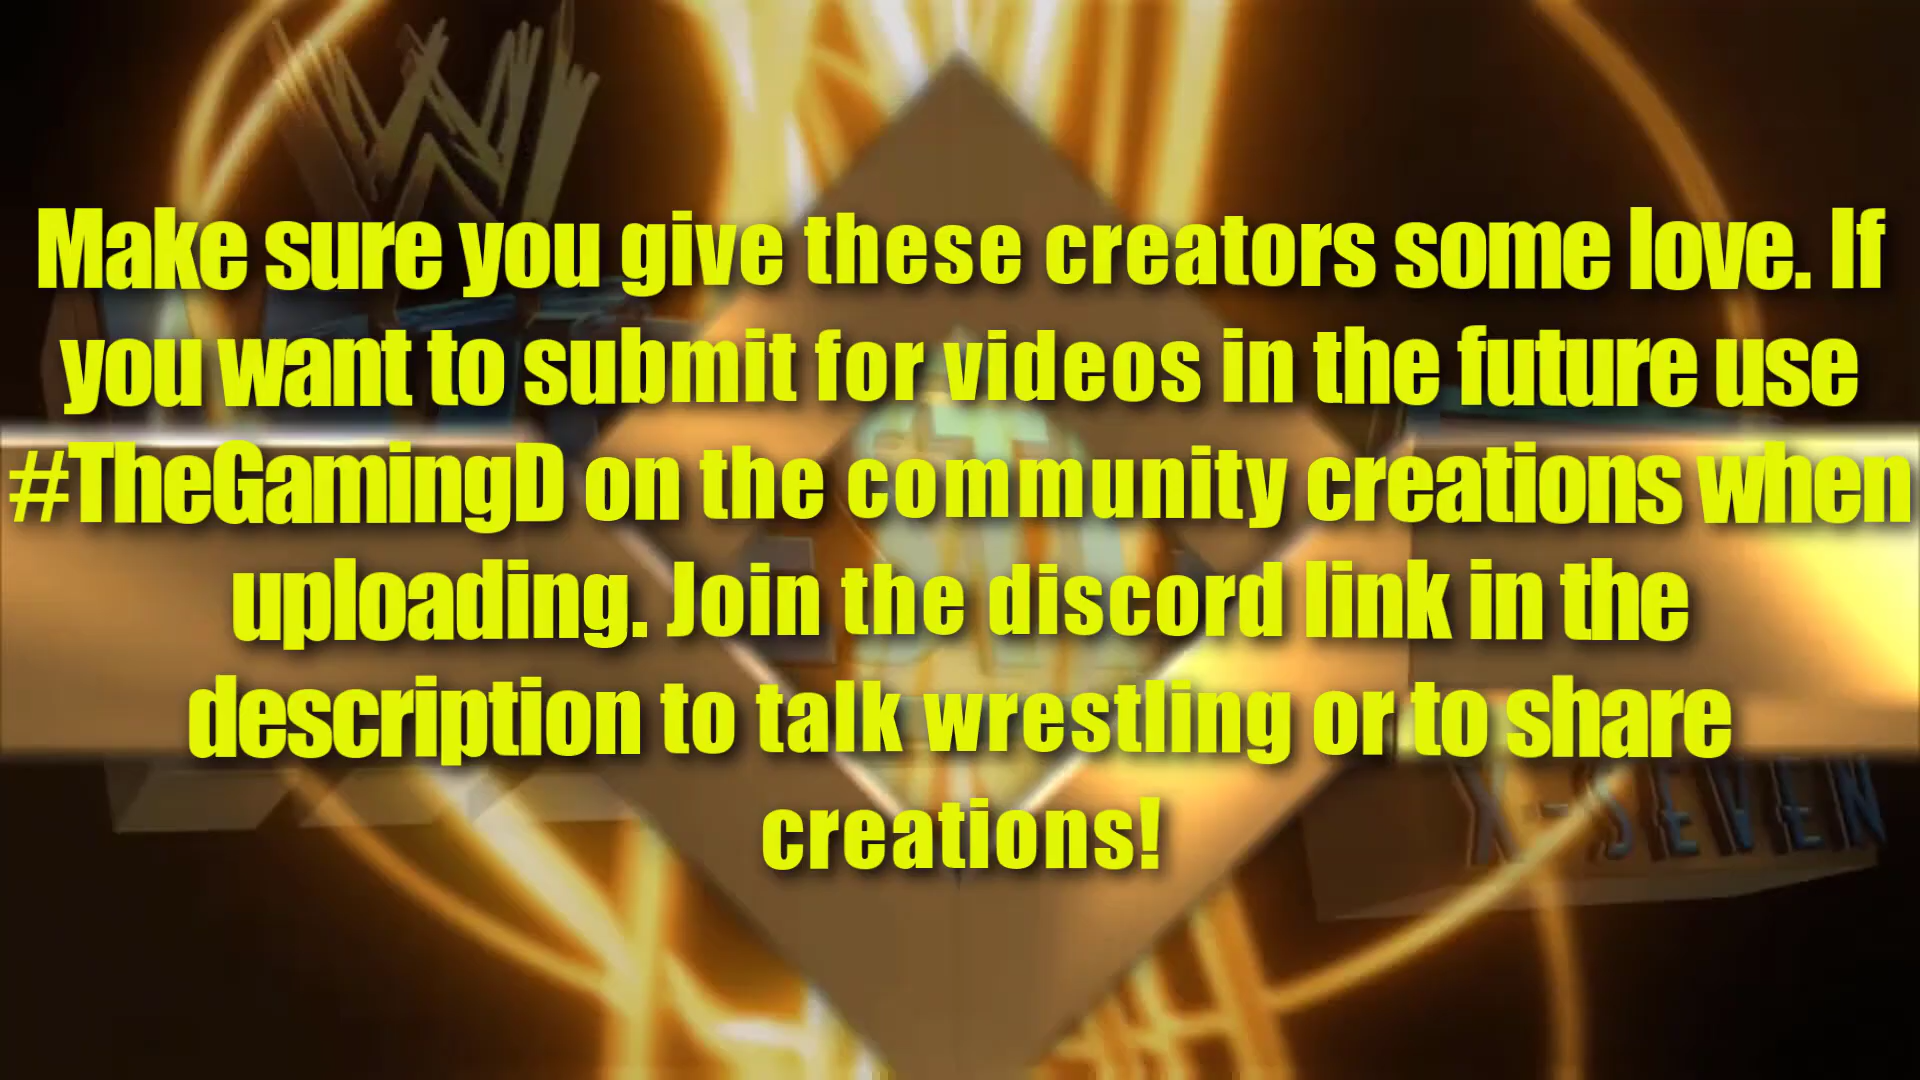 Make sure you give these creators some love. If
you want to submit for videos in the future use
#TheGamingD on the community creations when
uploading. Join the discord link in the
description to talk wrestling or to share
creations!
W
X-SEVEN